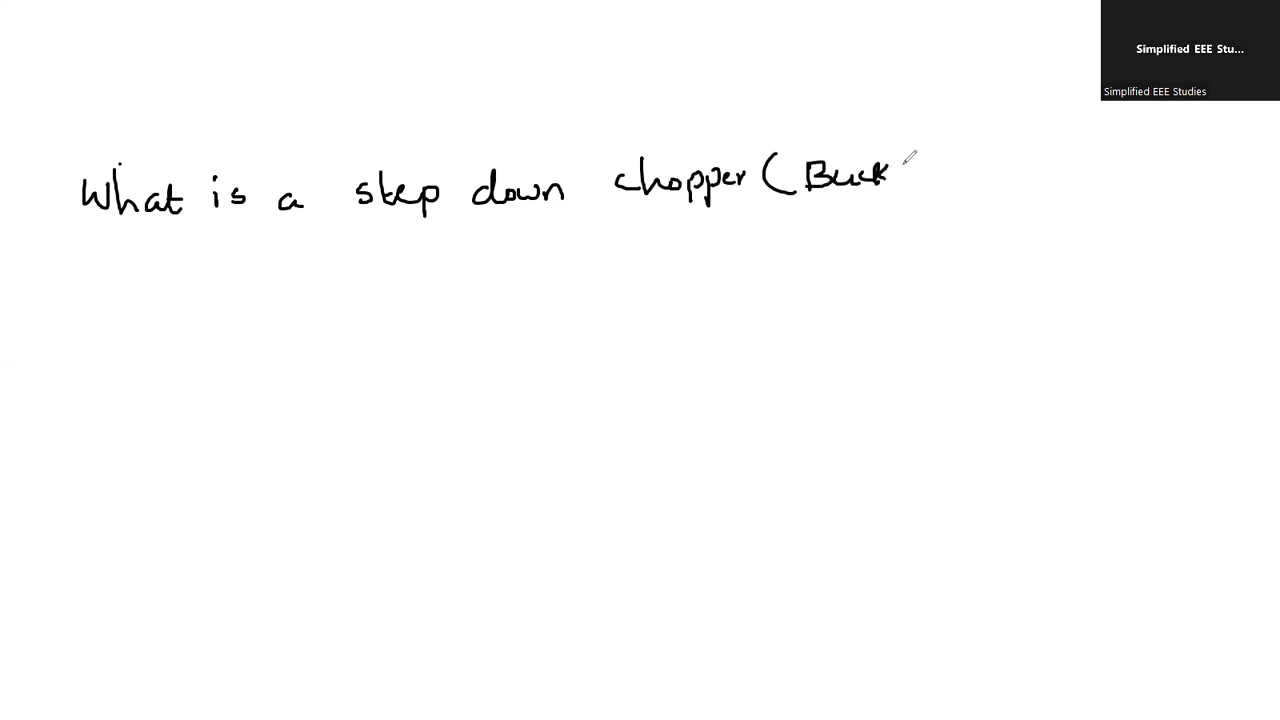 Simplified EEE Stu...
Simplified EEE Studies
What is a step down chopper (Buck